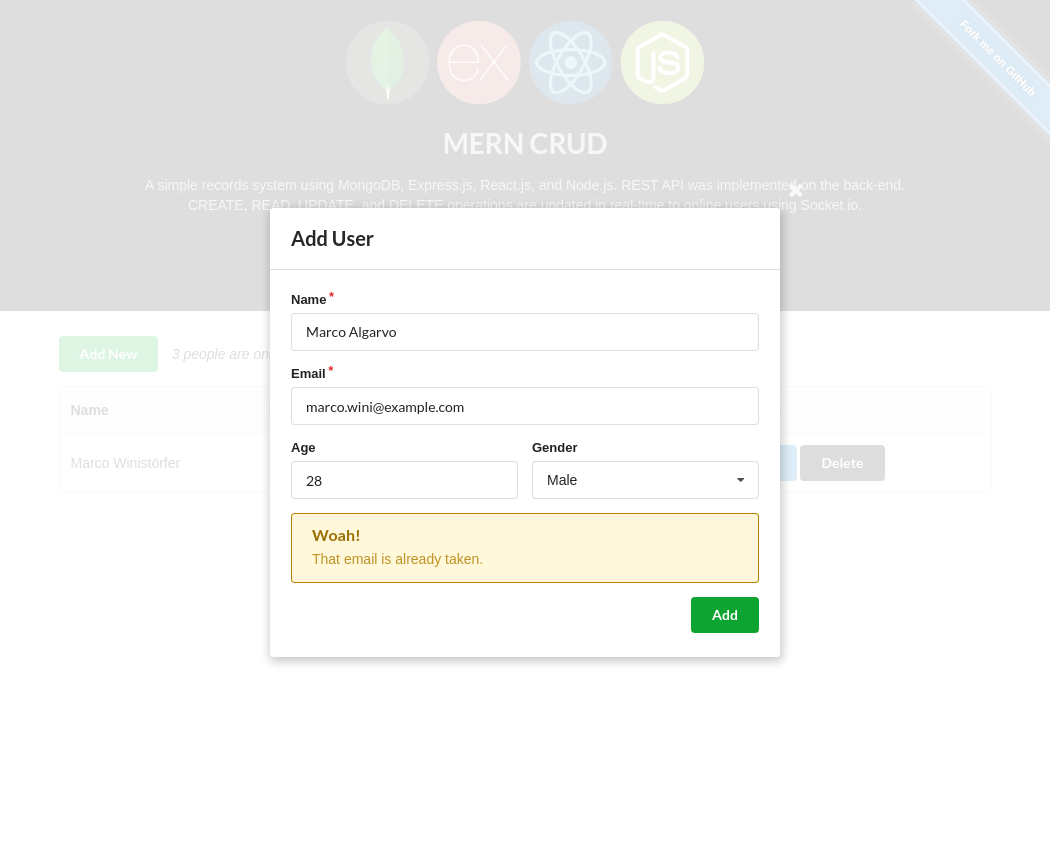 Fork me on GitHub
ex
JS
MERN CRUD
A simple records system using MongoDB, Express.js, React.js, and Node.js. REST API was implemented on the back-end.
CREATE, READ, UPDATE, and DELETE operations are updated in real-time to online users using Socket.io.
Add User
Name*
Marco Algarvo
Email*
marco.wini@example.com
Age Gender
28 Male
Woah!
That email is already taken.
Add
Add New 3 people are on
Name
Marco Winistörfer Delete